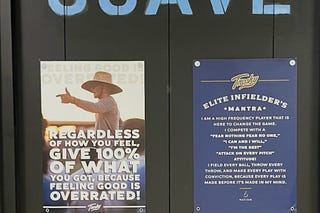 SUAVE
FEELING GOOD IS
OVERRATED!
REGARDLESS
OF HOW YOU FEEL,
GIVE 100%
OF WHAT
YOU GOT, BECAUSE
FEELING GOOD IS
OVERRATED!
ELITE INFIELDER'S
MANTRA
I AM A HIGH FREQUENCY PLAYER THAT IS
HERE TO CHANGE THE GAME.
I COMPETE WITH A
"FEAR NOTHING FEAR NO ONE,"
"I CAN AND I WILL,"
"I'M THE BEST"
"ATTACK ON EVERY PITCH"
ATTITUDE!
I FIELD EVERY BALL, THROW EVERY
THROW, AND MAKE EVERY PLAY WITH
CONVICTION, BECAUSE EVERY PLAY IS
MADE BEFORE IT'S MADE IN MY MIND.
NATION